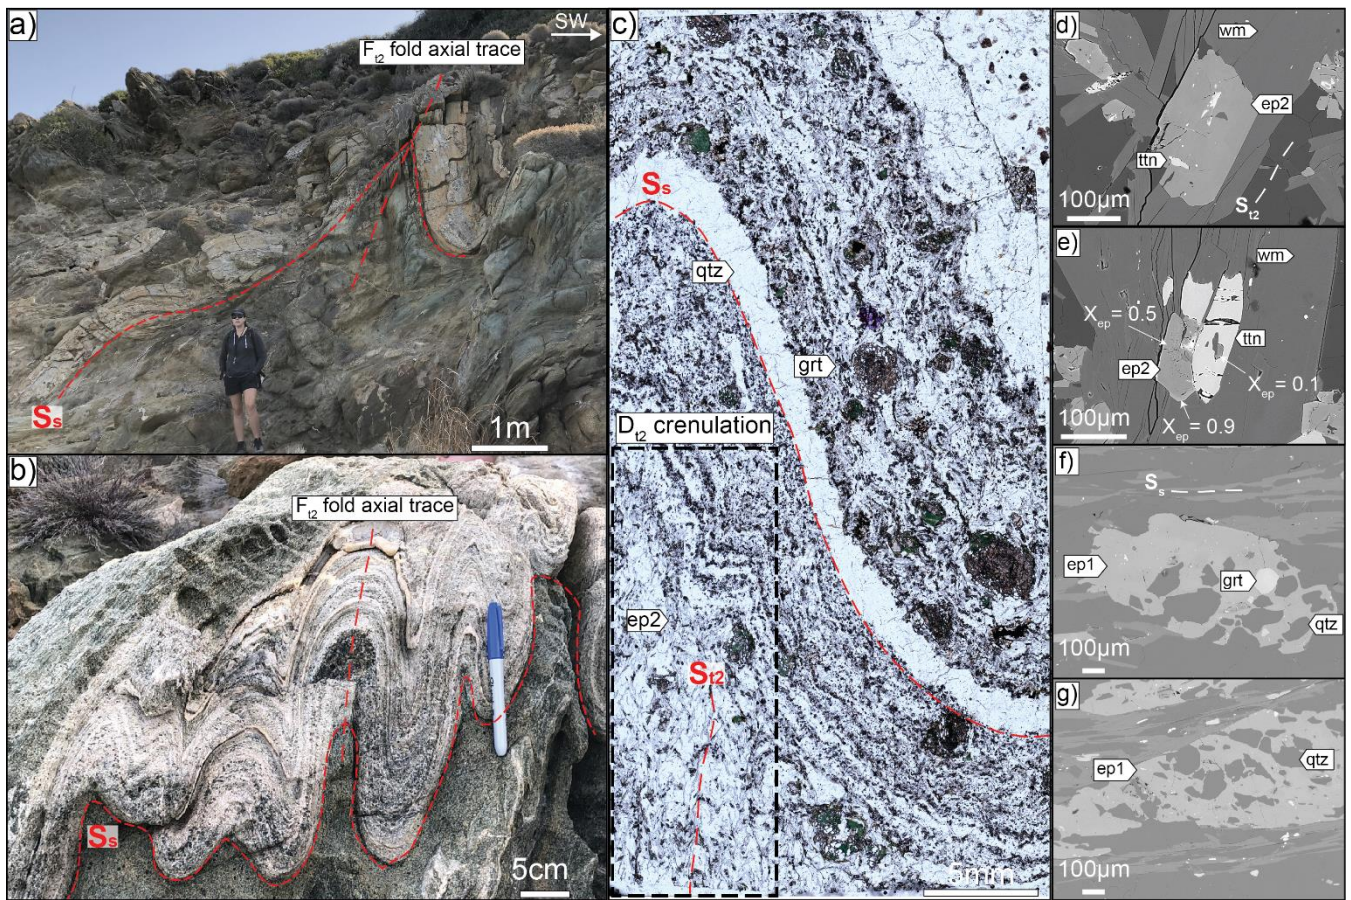 a)
SW
Ft2 fold axial trace
Ss
1m
b)
Ft2 fold axial trace
Ss
5cm
c)
Ss
qtz
grt
Dt2 crenulation
ep2
St2
5mm
d)
wm
ep2
ttn
100µm
St2
e)
wm
Xep = 0.5
ttn
ep2
Xep = 0.1
100µm
Xep = 0.9
f)
Ss
ep1
grt
qtz
100µm
g)
ep1
qtz
100µm